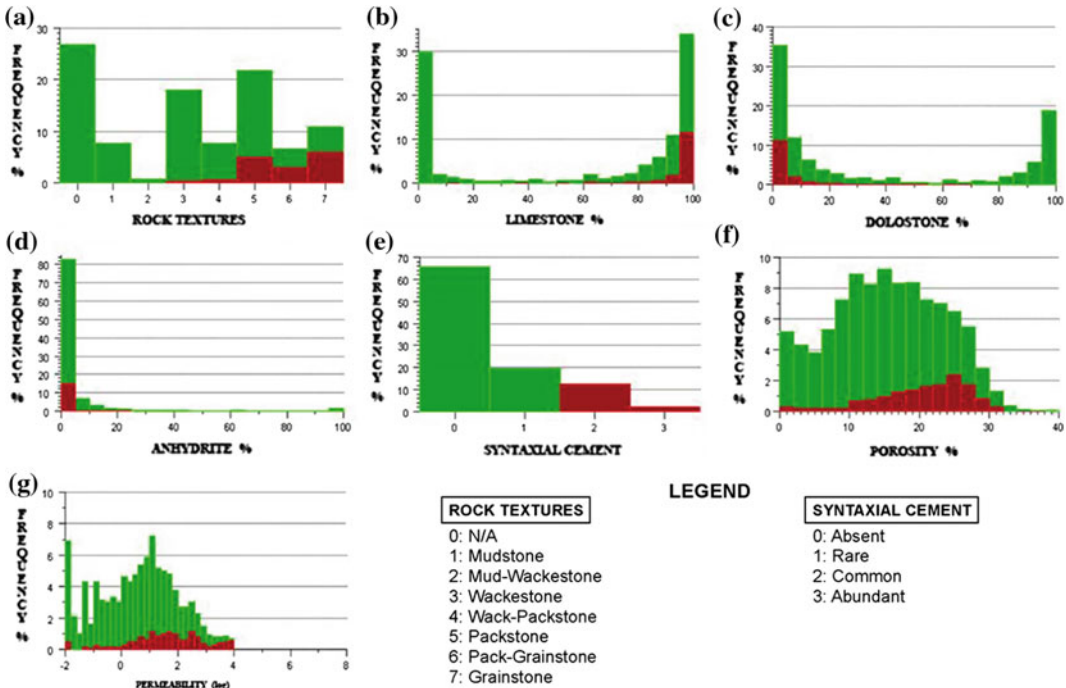 (a)
FREQUENCY %
30
20
10
0
0 1 2 3 4 5 6 7
ROCK TEXTURES
(b)
FREQUENCY %
30
20
10
0
0 20 40 60 80 100
LIMESTONE %
(c)
FREQUENCY %
40
30
20
10
0
0 20 40 60 80 100
DOLOSTONE %
(d)
FREQUENCY %
80
70
60
50
40
30
20
10
0
0 20 40 60 80 100
ANHYDRITE %
(e)
FREQUENCY %
70
60
50
40
30
20
10
0
0 1 2 3
SYNTAXIAL CEMENT
(f)
FREQUENCY %
10
8
6
4
2
0
0 10 20 30 40
POROSITY %
(g)
FREQUENCY %
10
8
6
4
2
0
-2 0 2 4 6 8
PERMEABILITY (log)
LEGEND
ROCK TEXTURES
0: N/A
1: Mudstone
2: Mud-Wackestone
3: Wackestone
4: Wack-Packstone
5: Packstone
6: Pack-Grainstone
7: Grainstone
SYNTAXIAL CEMENT
0: Absent
1: Rare
2: Common
3: Abundant